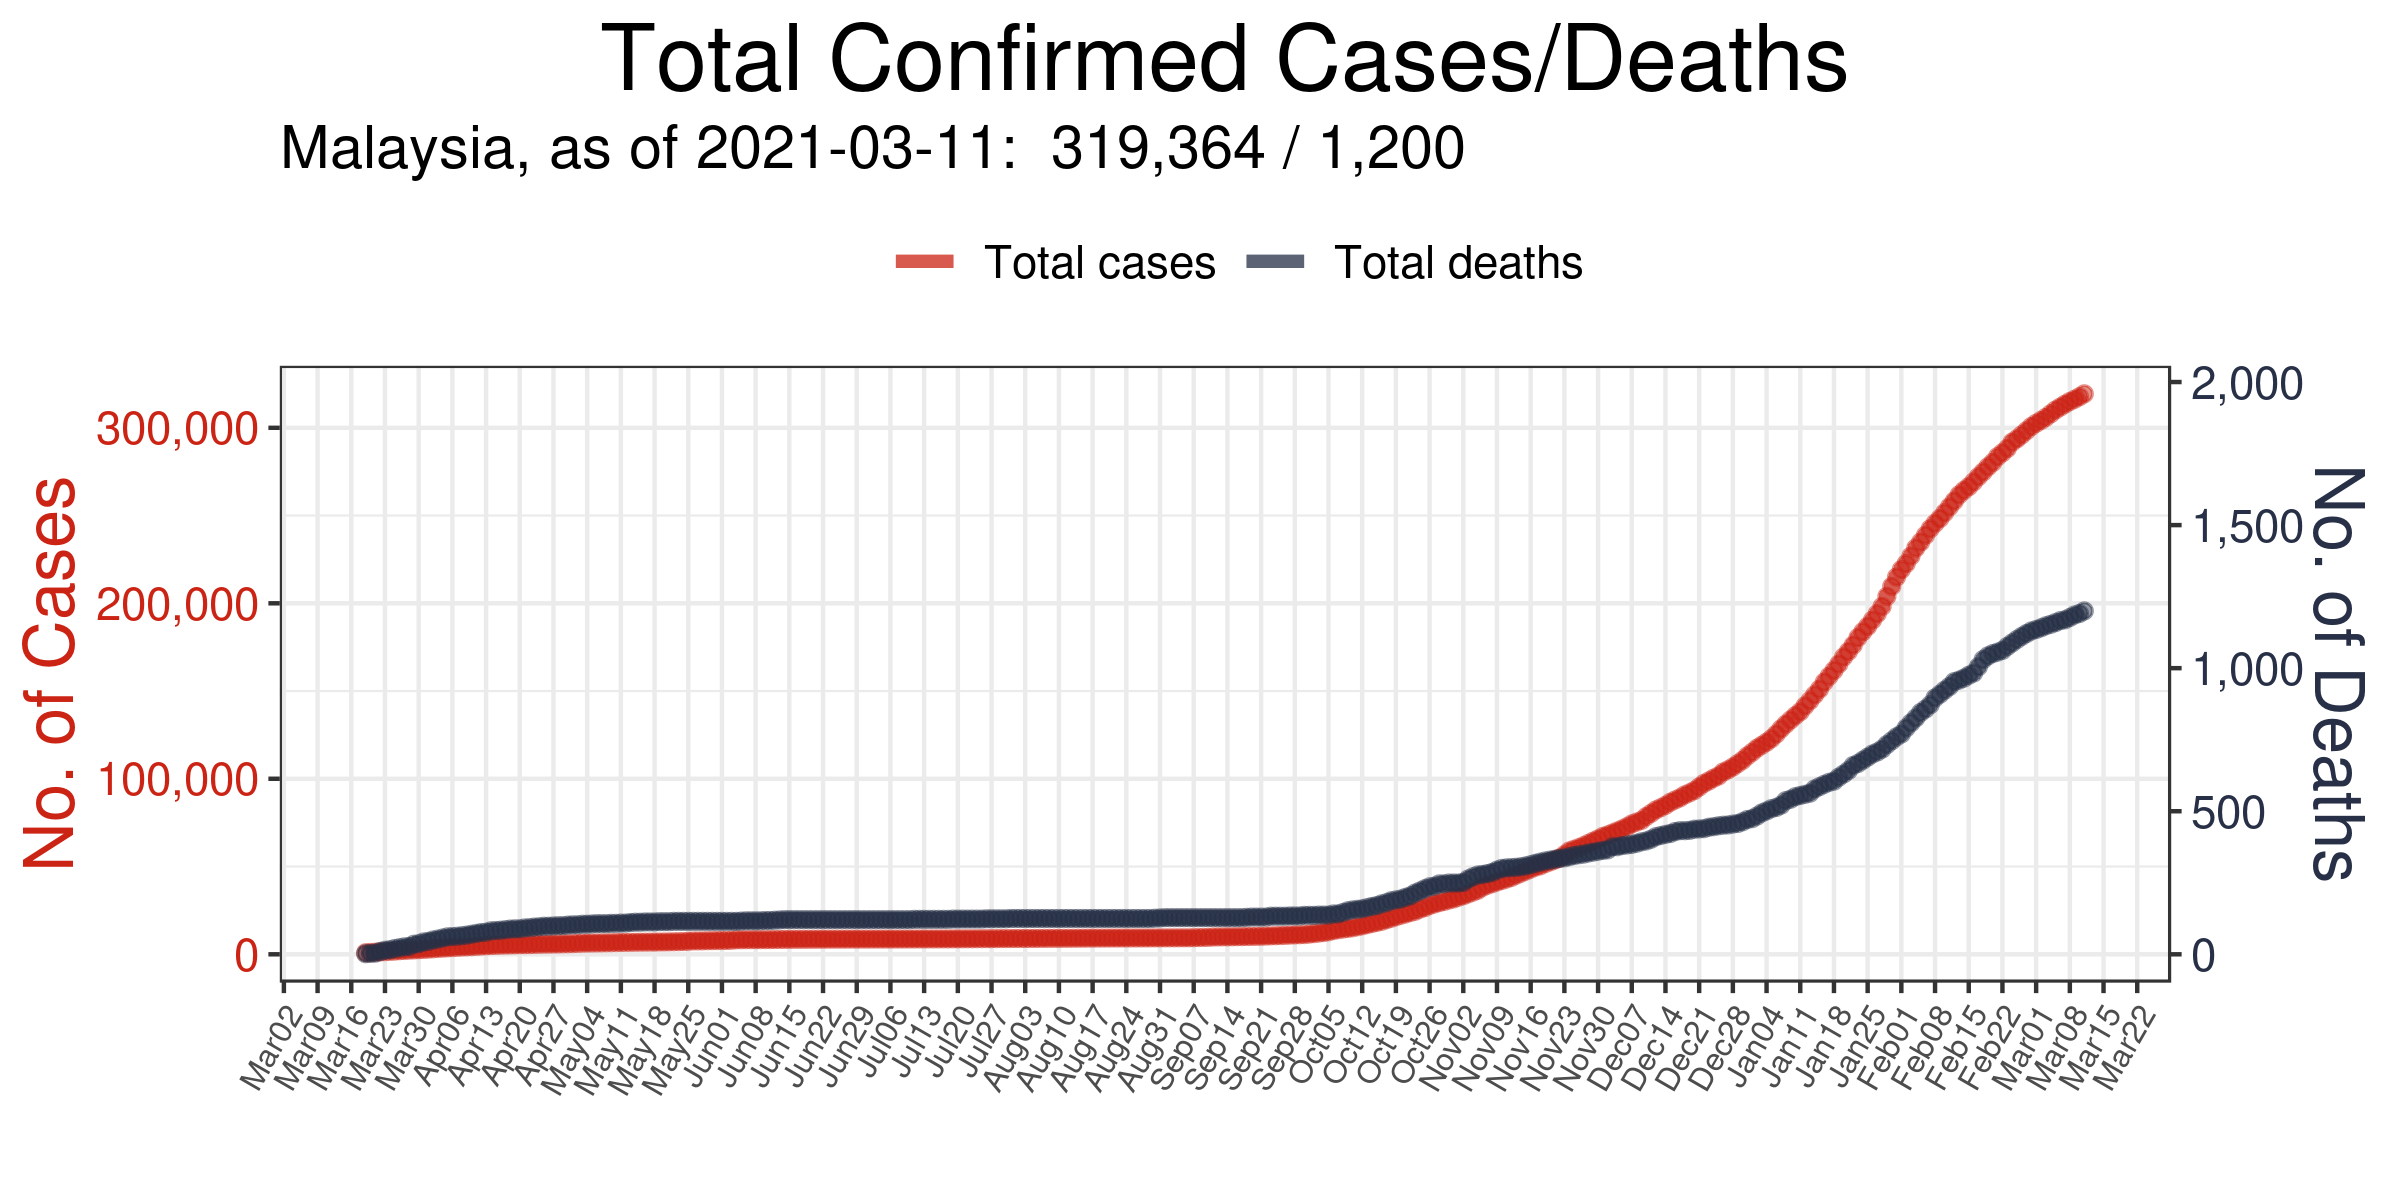 Total Confirmed Cases/Deaths
Malaysia, as of 2021-03-11:  319,364 / 1,200
Total cases
Total deaths
No. of Cases
300,000
200,000
100,000
0
2,000
1,500
1,000
500
0
No. of Deaths
Mar02
Mar09
Mar16
Mar23
Mar30
Apr06
Apr13
Apr20
Apr27
May04
May11
May18
May25
Jun01
Jun08
Jun15
Jun22
Jun29
Jul06
Jul13
Jul20
Jul27
Aug03
Aug10
Aug17
Aug24
Aug31
Sep07
Sep14
Sep21
Sep28
Oct05
Oct12
Oct19
Oct26
Nov02
Nov09
Nov16
Nov23
Nov30
Dec07
Dec14
Dec21
Dec28
Jan04
Jan11
Jan18
Jan25
Feb01
Feb08
Feb15
Feb22
Mar01
Mar08
Mar15
Mar22